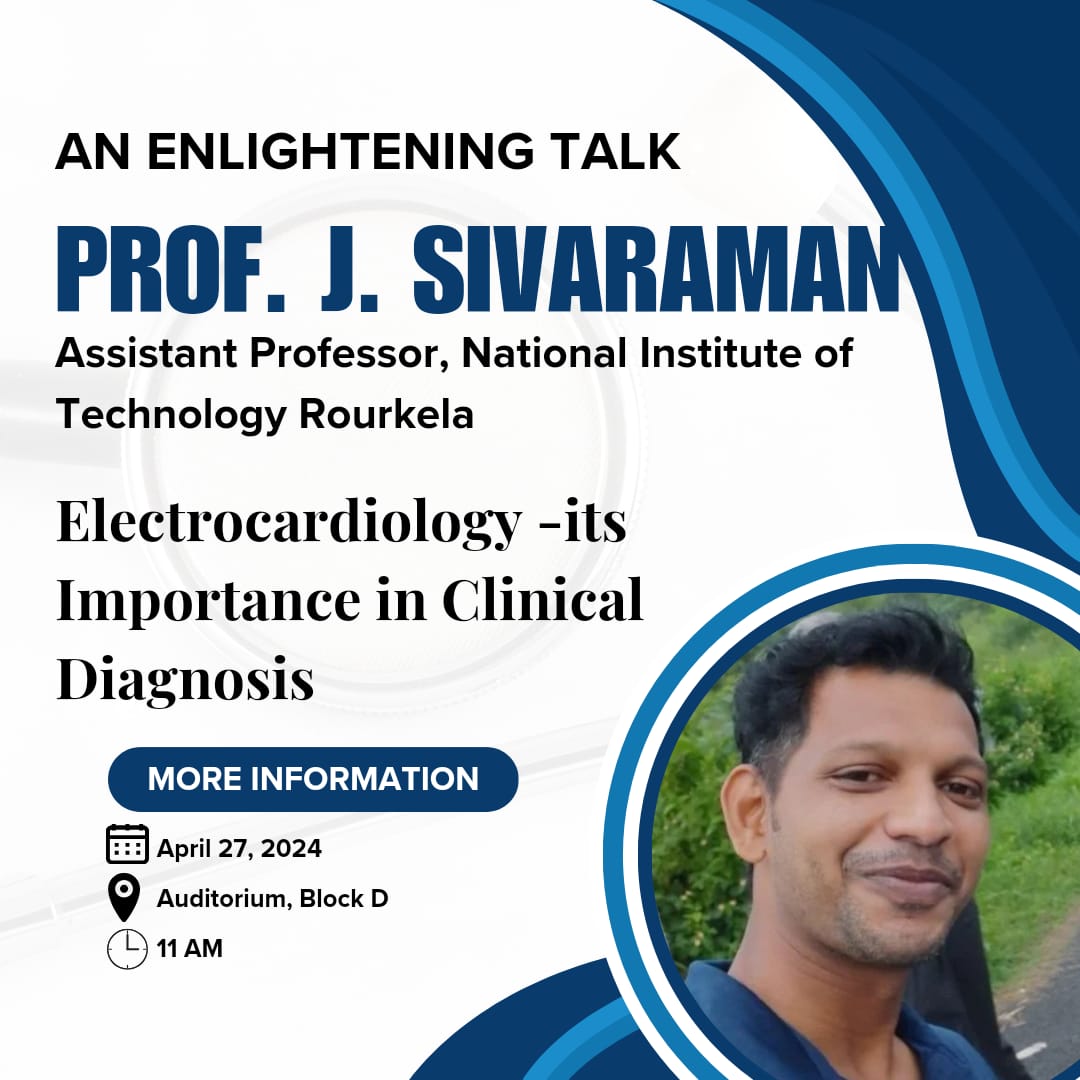 AN ENLIGHTENING TALK
PROF. J. SIVARAMAN
Assistant Professor, National Institute of
Technology Rourkela
Electrocardiology -its
Importance in Clinical
Diagnosis
MORE INFORMATION
April 27, 2024
Auditorium, Block D
11 AM